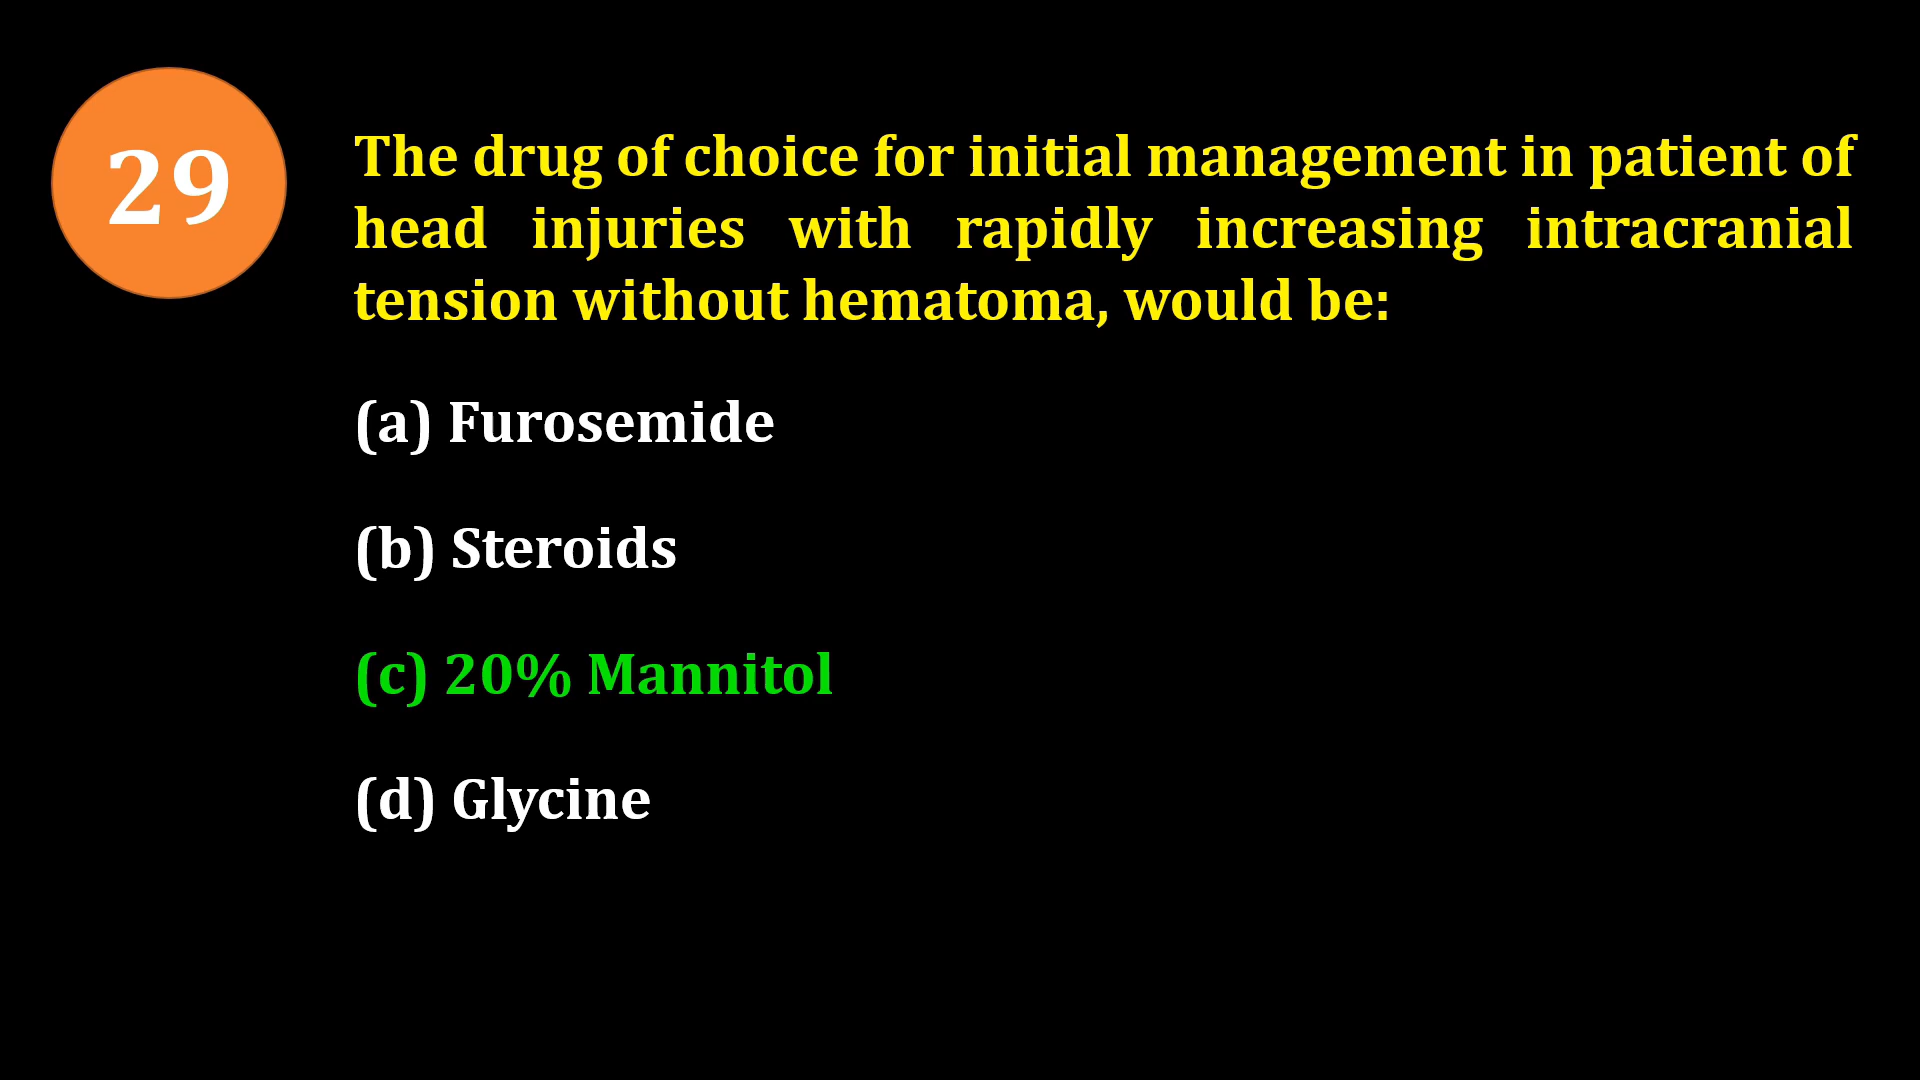 29
The drug of choice for initial management in patient of
head injuries with rapidly increasing intracranial
tension without hematoma, would be:
(a) Furosemide
(b) Steroids
(c) 20% Mannitol
(d) Glycine